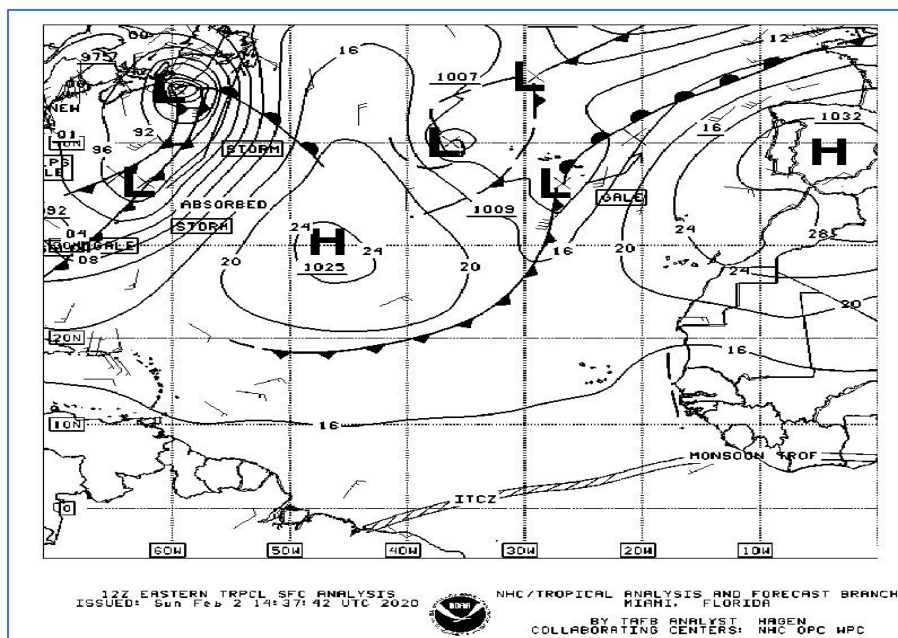 975
NEW
01
92
96
STORM
ABSORBED
STORM
92
04
GALE
08
16
1007
12
1032
16
H
L
L
L
L
L
GALE
1009
24
H
24
1025
20
20
16
20
24
28
24
20
20N
16
10N
16
MONSOON TROF
ITCZ
0
60W
50W
40W
30W
20W
10W
12Z EASTERN TRPCL SFC ANALYSIS
ISSUED: Sun Feb 2 14:37:42 UTC 2020
NOAA
NHC/TROPICAL ANALYSIS AND FORECAST BRANCH
MIAMI, FLORIDA
BY TAFB ANALYST HAGEN
COLLABORATING CENTERS: NHC OPC WPC